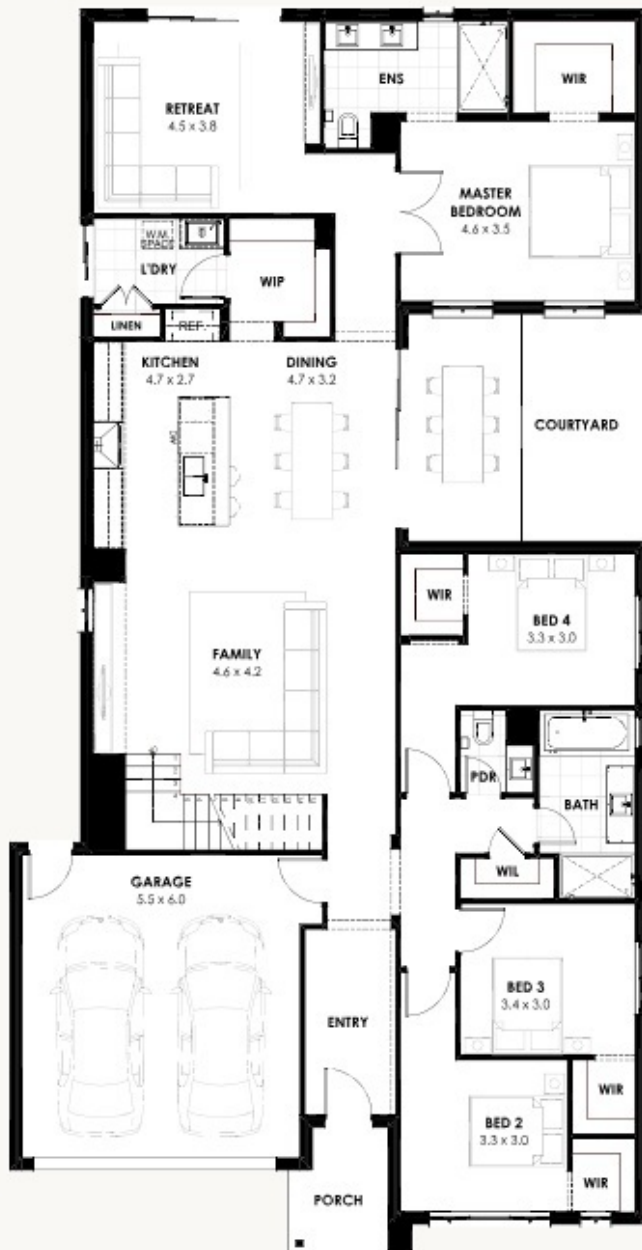 RETREAT
4.5 x 3.8
ENS
WIR
MASTER
BEDROOM
4.6 x 3.5
W.M.
SPACE
L'DRY
WIP
LINEN
REF
KITCHEN
4.7 x 2.7
DINING
4.7 x 3.2
COURTYARD
DW
WIR
BED 4
3.3 x 3.0
FAMILY
4.6 x 4.2
PDR
BATH
WIL
GARAGE
5.5 x 6.0
BED 3
3.4 x 3.0
ENTRY
WIR
BED 2
3.3 x 3.0
WIR
PORCH